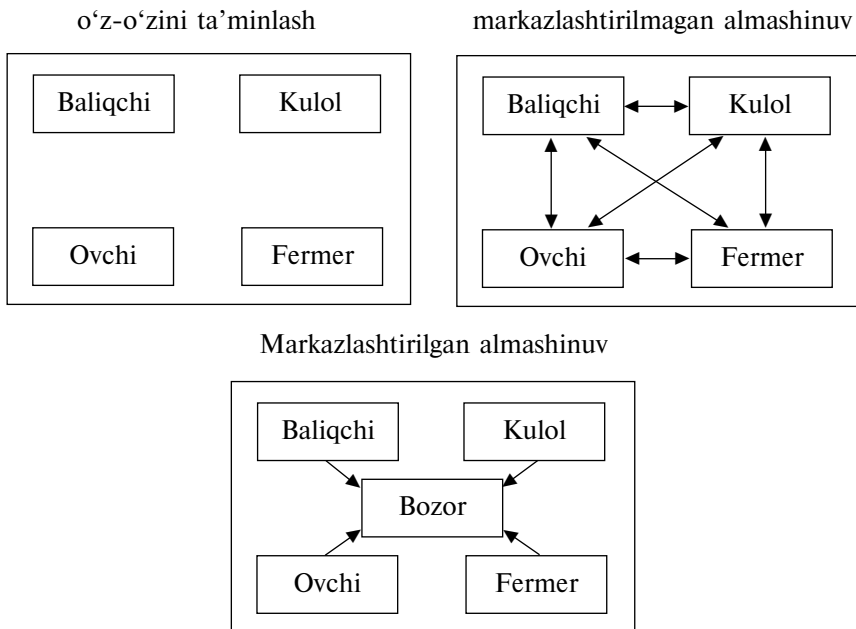 o‘z-o‘zini ta’minlash
markazlashtirilmagan almashinuv
Baliqchi
Kulol
Ovchi
Fermer
Baliqchi
Kulol
Ovchi
Fermer
Markazlashtirilgan almashinuv
Baliqchi
Kulol
Bozor
Ovchi
Fermer